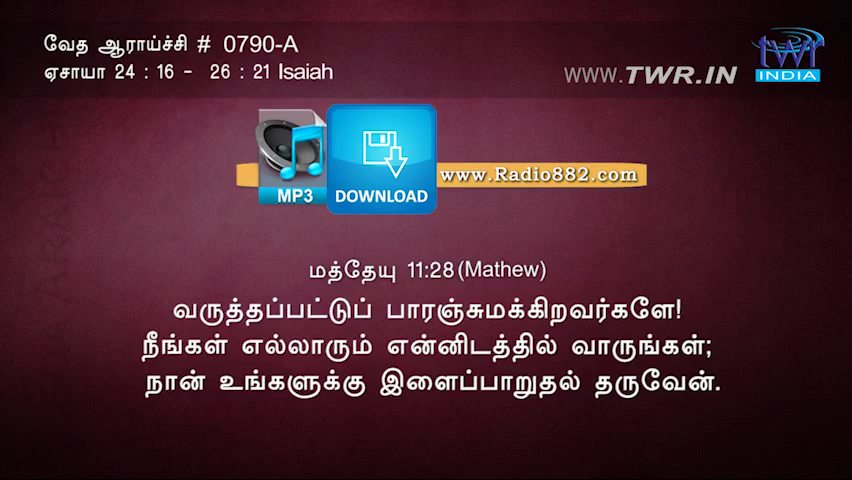 வேத ஆராய்ச்சி # 0790-A
ஏசாயா 24 : 16 - 26 : 21 Isaiah
www.TWR.IN
twr
INDIA
MP3
DOWNLOAD
www.Radio882.com
மத்தேயு 11:28 (Mathew)
வருத்தப்பட்டுப் பாரஞ்சுமக்கிறவர்களே!
நீங்கள் எல்லாரும் என்னிடத்தில் வாருங்கள்;
நான் உங்களுக்கு இளைப்பாறுதல் தருவேன்.